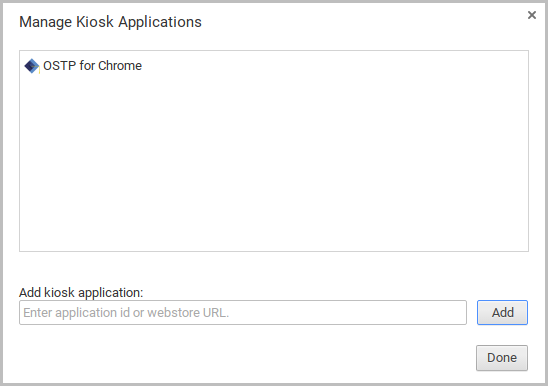 Manage Kiosk Applications
OSTP for Chrome
Add kiosk application:
Enter application id or webstore URL.
Add
Done